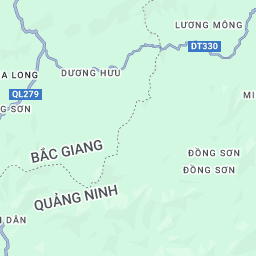 LƯƠNG MÔNG
DT330
DƯƠNG HƯU
A LONG
QL279
G SƠN
MI
BẮC GIANG
ĐỒNG SƠN
ĐỒNG SƠN
QUẢNG NINH
I DÂN